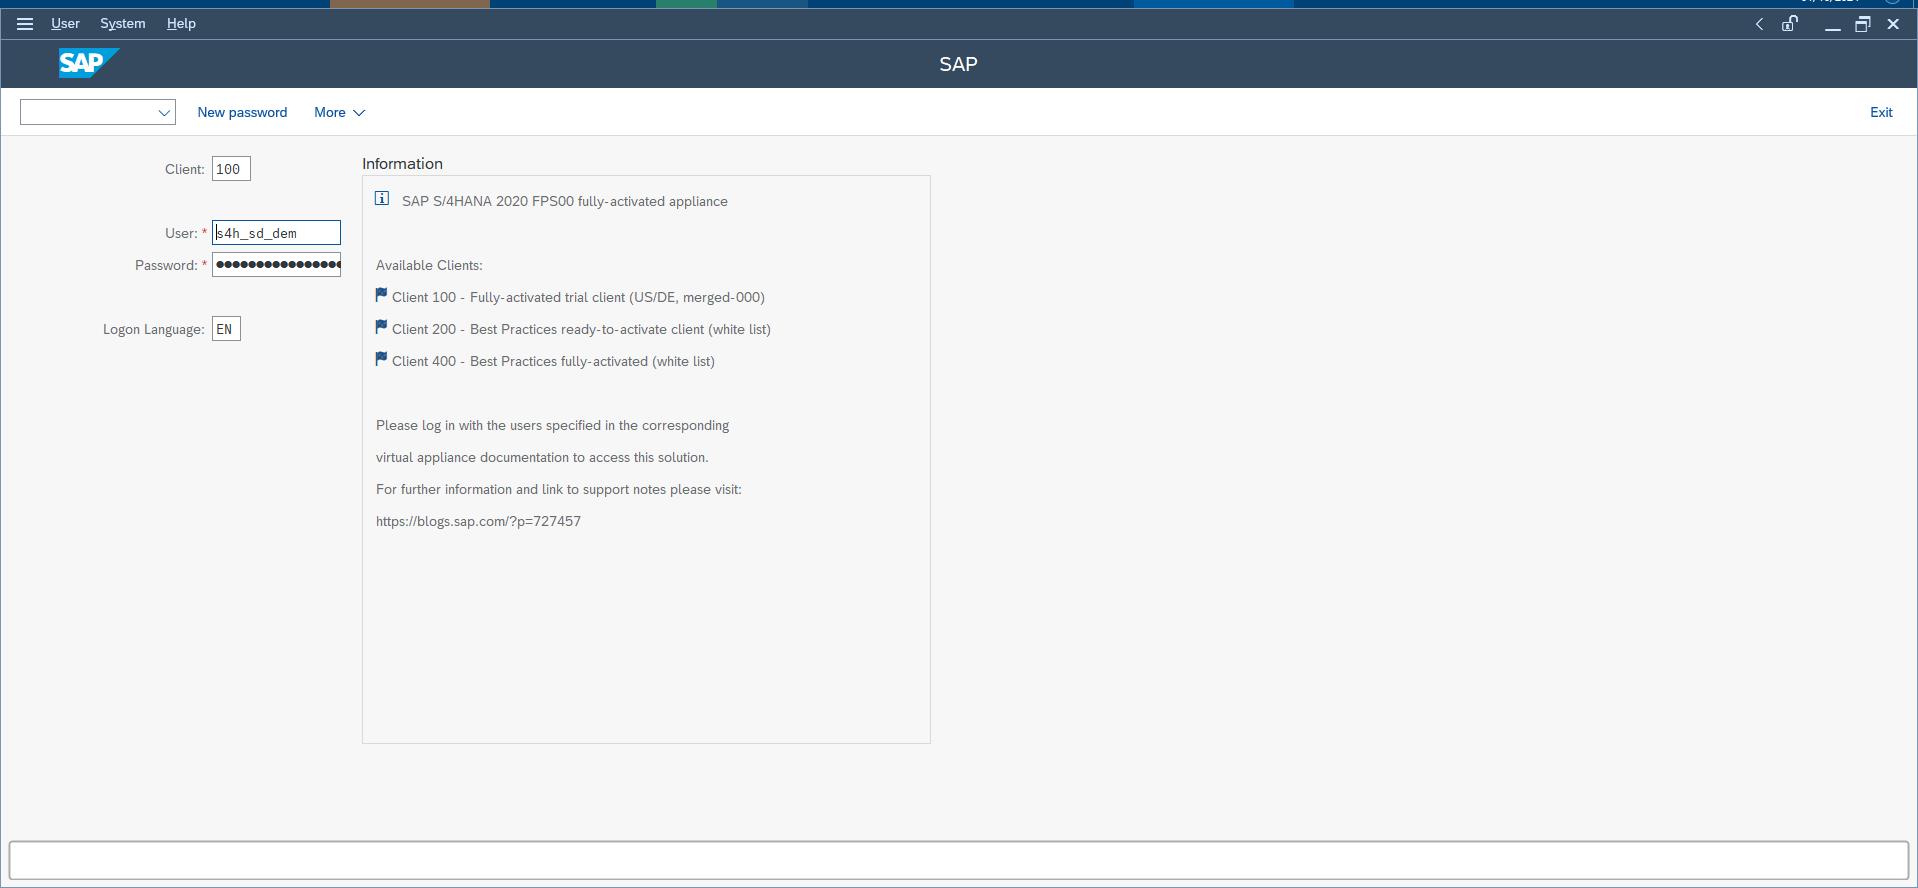 User System Help
SAP
SAP
New password More Exit
Client: 100
User: * s4h_sd_dem
Password: *
Logon Language: EN
Information
SAP S/4HANA 2020 FPS00 fully-activated appliance
Available Clients:
Client 100 - Fully-activated trial client (US/DE, merged-000)
Client 200 - Best Practices ready-to-activate client (white list)
Client 400 - Best Practices fully-activated (white list)
Please log in with the users specified in the corresponding
virtual appliance documentation to access this solution.
For further information and link to support notes please visit:
https://blogs.sap.com/?p=727457